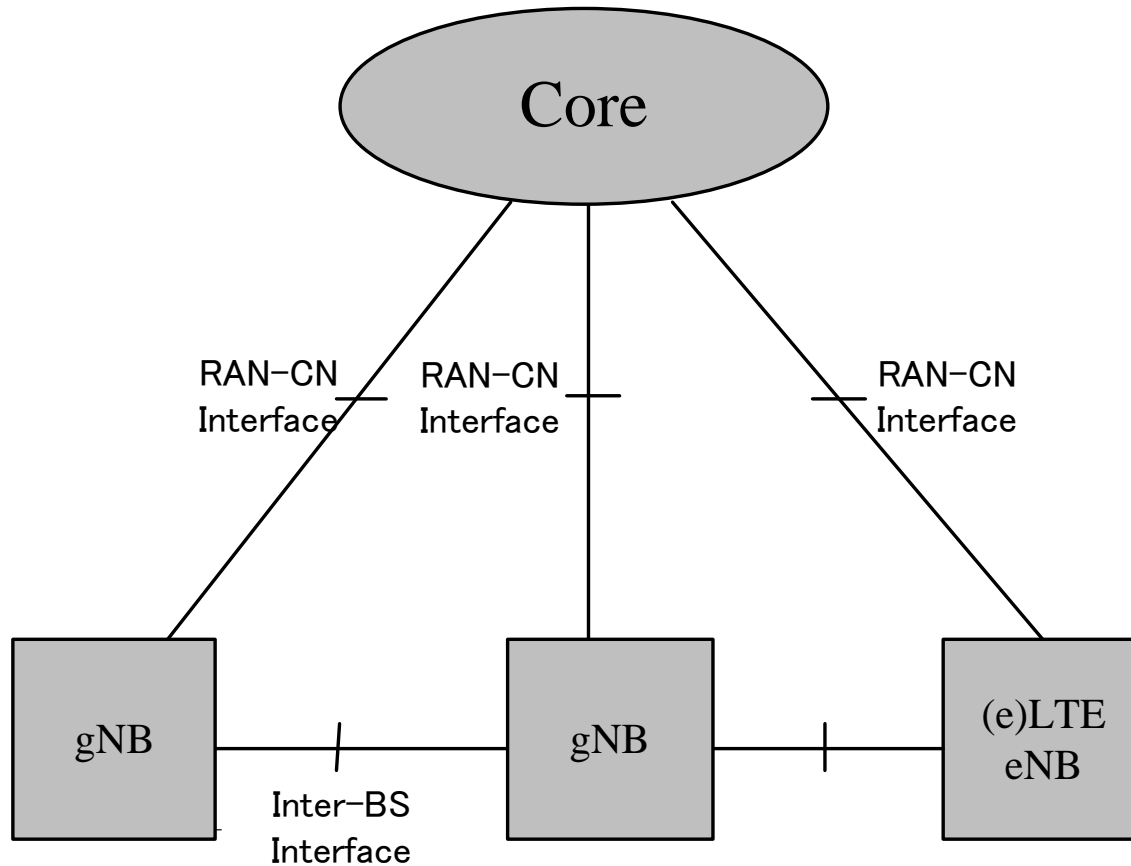 Core
RAN-CN
Interface
RAN-CN
Interface
RAN-CN
Interface
gNB
gNB
(e)LTE
eNB
Inter-BS
Interface